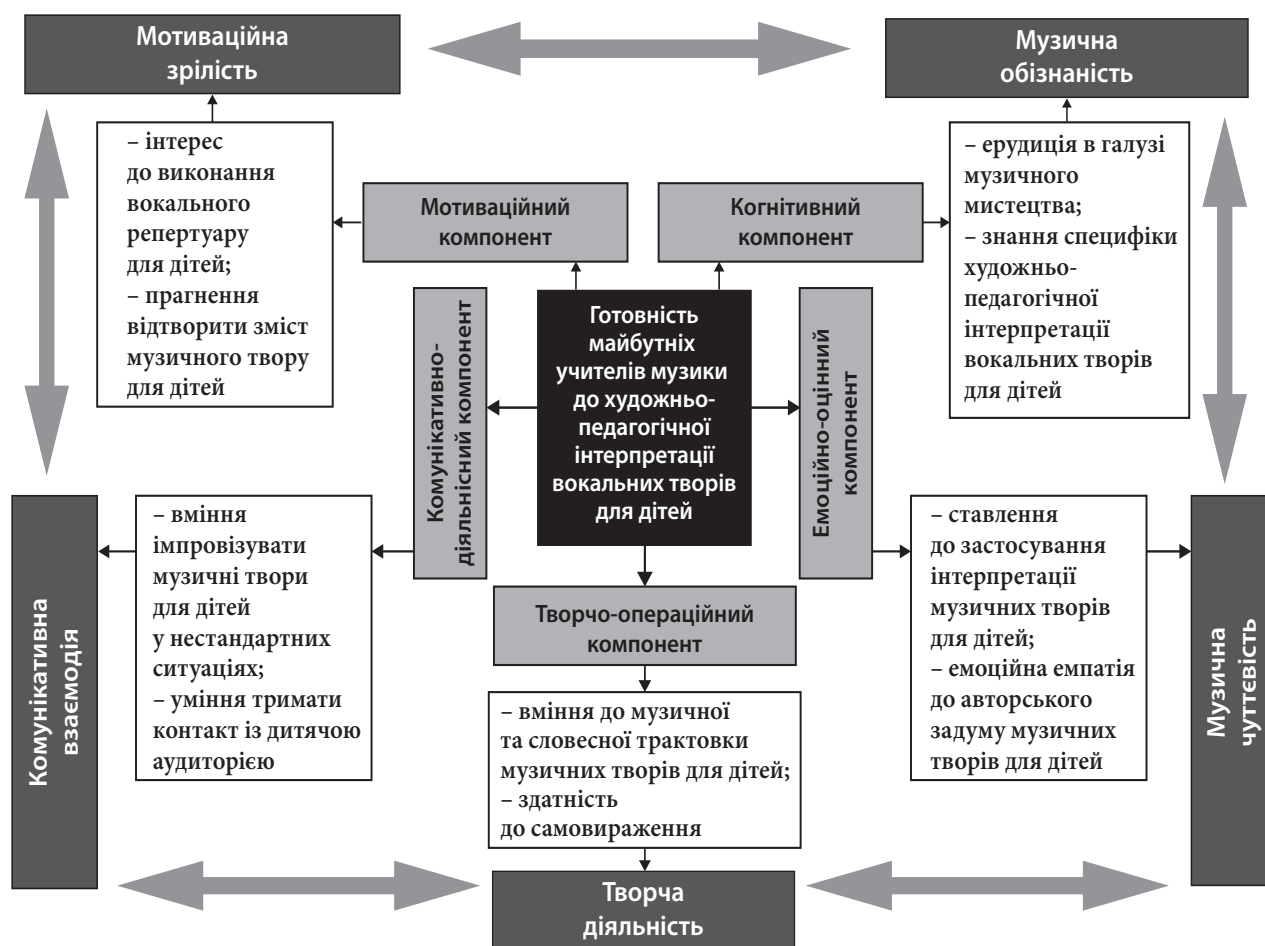 Мотиваційна
зрілість
Музична
обізнаність
– інтерес
до виконання
вокального
репертуару
для дітей;
– прагнення
відтворити зміст
музичного твору
для дітей
Мотиваційний
компонент
Когнітивний
компонент
– ерудиція в галузі
музичного
мистецтва;
– знання специфіки
художньо-
педагогічної
інтерпретації
вокальних творів
для дітей
Комунікативно-
діяльнісний компонент
Готовність
майбутніх
учителів музики
до художньо-
педагогічної
інтерпретації
вокальних творів
для дітей
Емоційно-оцінний
компонент
Комунікативна
взаємодія
– вміння
імпровізувати
музичні твори
для дітей
у нестандартних
ситуаціях;
– уміння тримати
контакт із дитячою
аудиторією
Творчо-операційний
компонент
– вміння до музичної
та словесної трактовки
музичних творів для дітей;
– здатність
до самовираження
– ставлення
до застосування
інтерпретації
музичних творів
для дітей;
– емоційна емпатія
до авторського
задуму музичних
творів для дітей
Музична
чуттєвість
Творча
діяльність